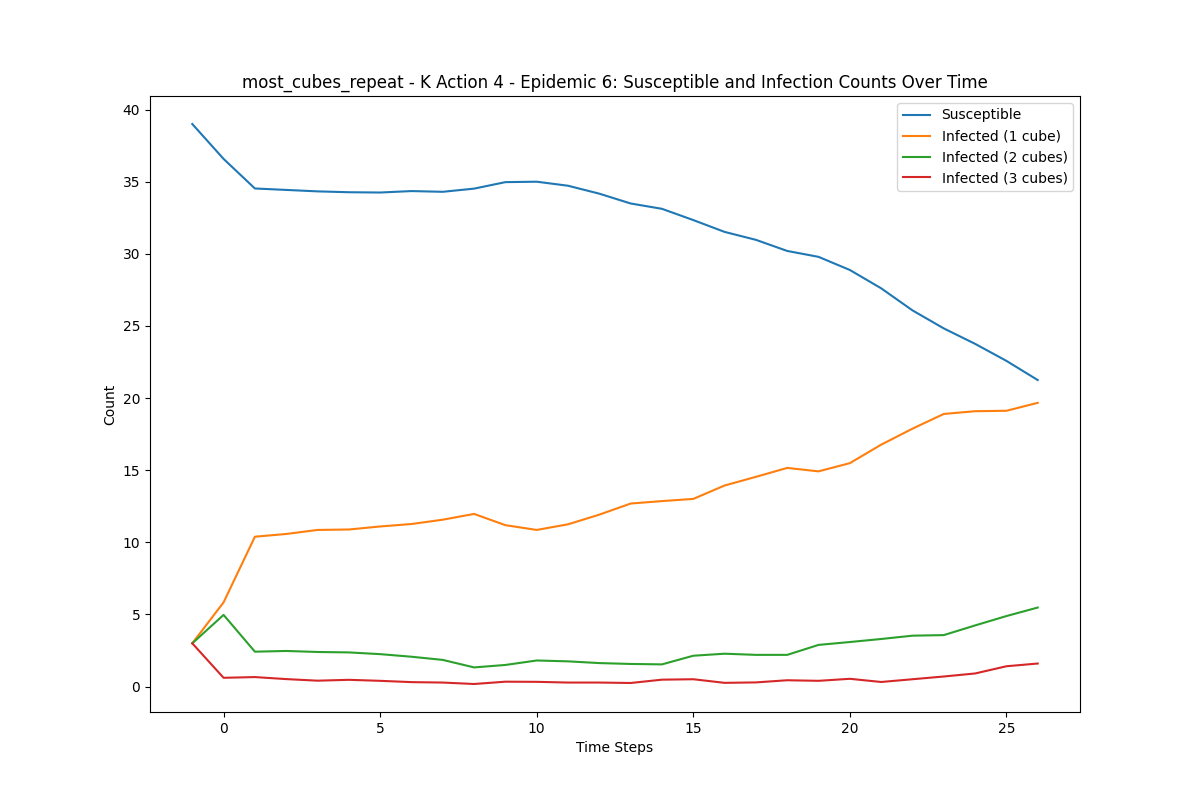 most_cubes_repeat - K Action 4 - Epidemic 6: Susceptible and Infection Counts Over Time
Susceptible
Infected (1 cube)
Infected (2 cubes)
Infected (3 cubes)
40
35
30
25
20
15
10
5
0
Count
0 5 10 15 20 25
Time Steps